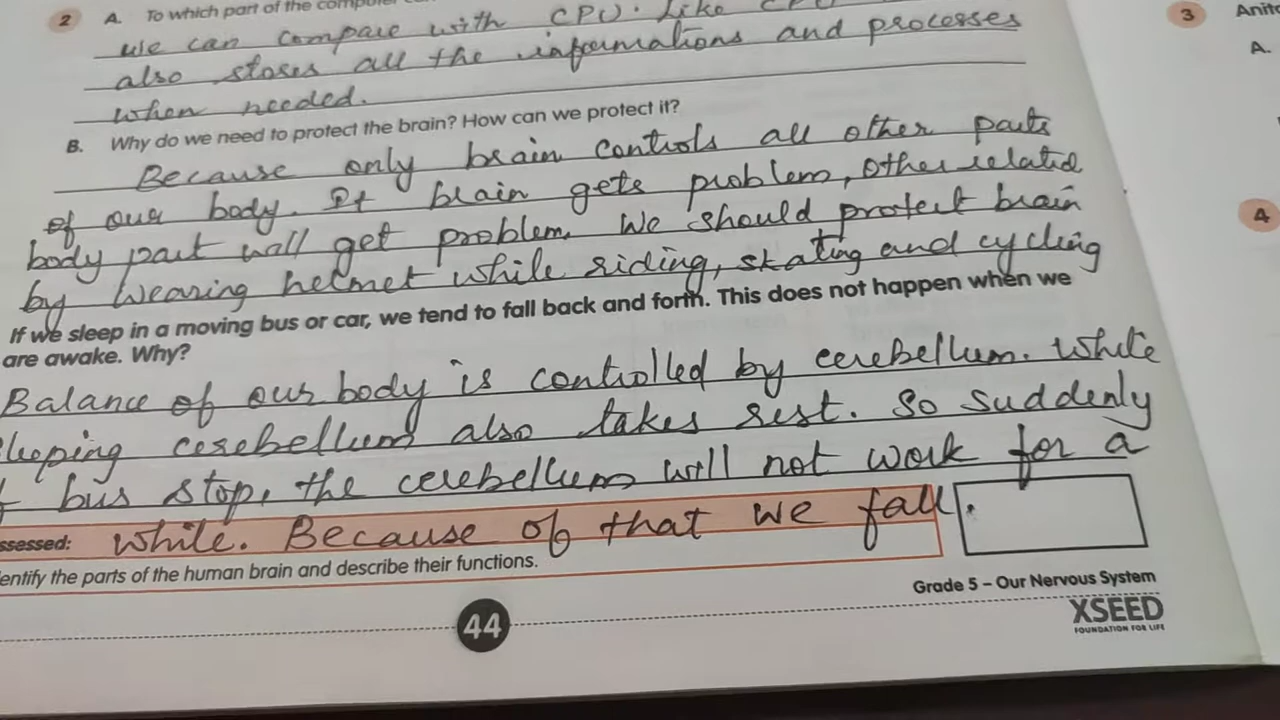 2 A. To which part of the computer
we can compare with CPU. Like CPU
also stores all the informations and processes
when needed.
B. Why do we need to protect the brain? How can we protect it?
Because only brain controls all other parts
of our body. If brain gets problem, other related
body part will get problem. We should protect brain
by wearing helmet while riding, skating and cycling
If we sleep in a moving bus or car, we tend to fall back and forth. This does not happen when we
are awake. Why?
Balance of our body is controlled by cerebellum. While
sleeping cerebellum also takes rest. So suddenly
bus stop, the cerebellum will not work for a
while. Because of that we fall.
ssessed:
entify the parts of the human brain and describe their functions.
Grade 5 – Our Nervous System
44
XSEED
FOUNDATION FOR LIFE
3
A.
4